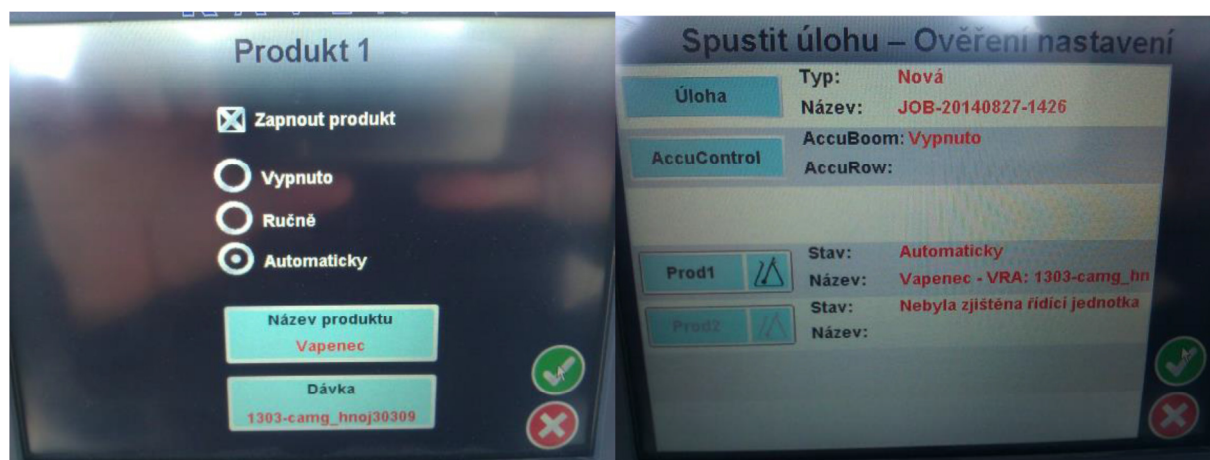 Produkt 1
Zapnout produkt
Vypnuto
Ručně
Automaticky
Název produktu
Vapenec
Dávka
1303-camg_hnoj30309
Spustit úlohu – Ověření nastavení
Úloha
Typ: Nová
Název: JOB-20140827-1426
AccuControl
AccuBoom: Vypnuto
AccuRow:
Prod1
Stav: Automaticky
Název: Vapenec - VRA: 1303-camg_hn
Prod2
Stav: Nebyla zjištěna řídící jednotka
Název: